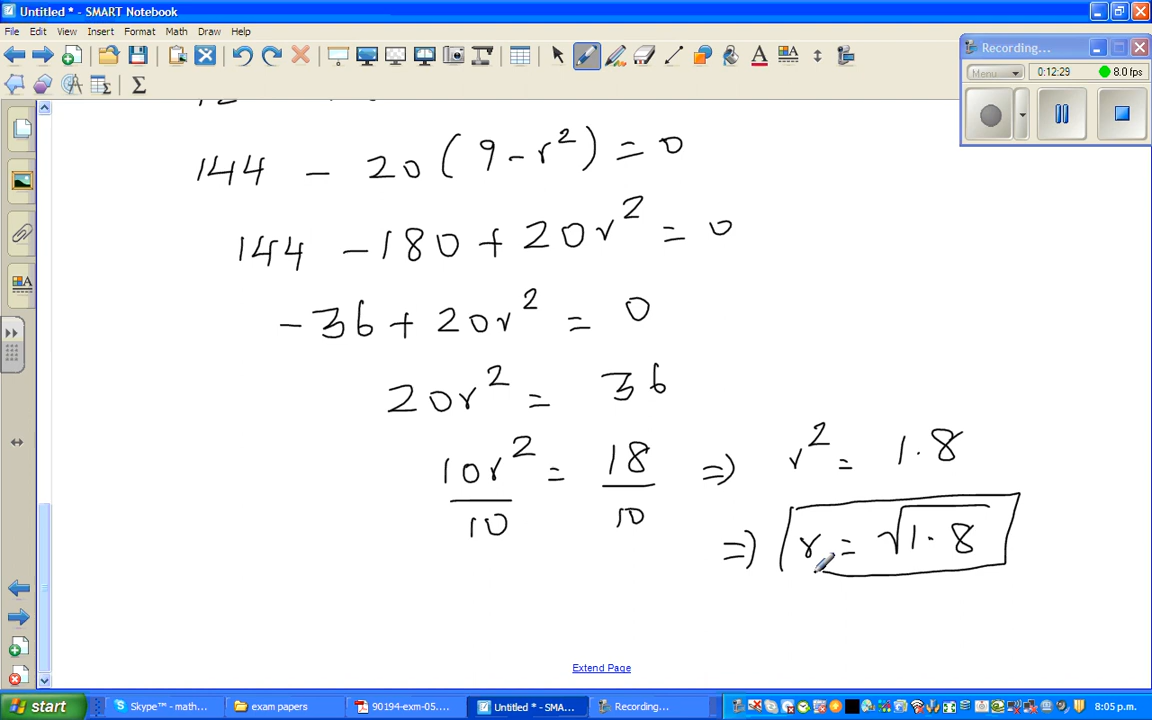 Untitled * - SMART Notebook
File Edit View Insert Format Math Draw Help
Recording...
Menu 0:12:29 8.0 fps
144 - 20 ( 9 - r² ) = 0
144 - 180 + 20r² = 0
- 36 + 20r² = 0
20r² = 36
10r² / 10 = 18 / 10 => r² = 1.8
=> r = √1.8
Extend Page
start Skype™ - math... exam papers 90194-exm-05.... Untitled * - SMA... Recording... 8:05 p.m.